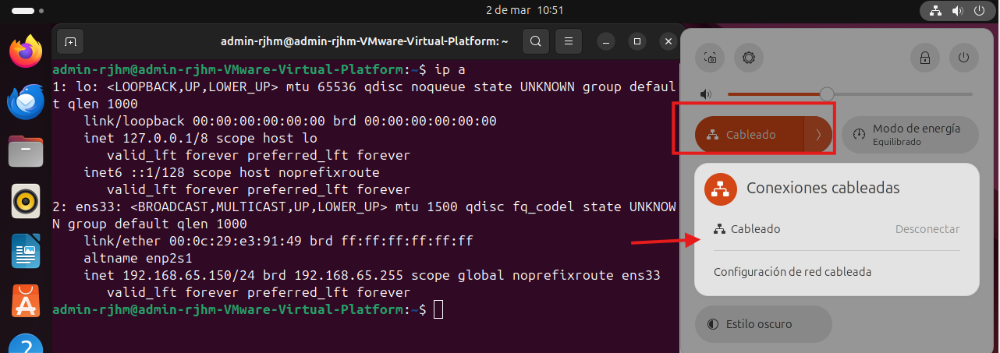 2 de mar 10:51
admin-rjhm@admin-rjhm-VMware-Virtual-Platform: ~
admin-rjhm@admin-rjhm-VMware-Virtual-Platform:~$ ip a
1: lo: <LOOPBACK,UP,LOWER_UP> mtu 65536 qdisc noqueue state UNKNOWN group defaul
t qlen 1000
link/loopback 00:00:00:00:00:00 brd 00:00:00:00:00:00
inet 127.0.0.1/8 scope host lo
valid_lft forever preferred_lft forever
inet6 ::1/128 scope host noprefixroute
valid_lft forever preferred_lft forever
2: ens33: <BROADCAST,MULTICAST,UP,LOWER_UP> mtu 1500 qdisc fq_codel state UNKNOW
N group default qlen 1000
link/ether 00:0c:29:e3:91:49 brd ff:ff:ff:ff:ff:ff
altname enp2s1
inet 192.168.65.150/24 brd 192.168.65.255 scope global noprefixroute ens33
valid_lft forever preferred_lft forever
admin-rjhm@admin-rjhm-VMware-Virtual-Platform:~$
Cableado
Modo de energía
Equilibrado
Conexiones cableadas
Cableado Desconectar
Configuración de red cableada
Estilo oscuro